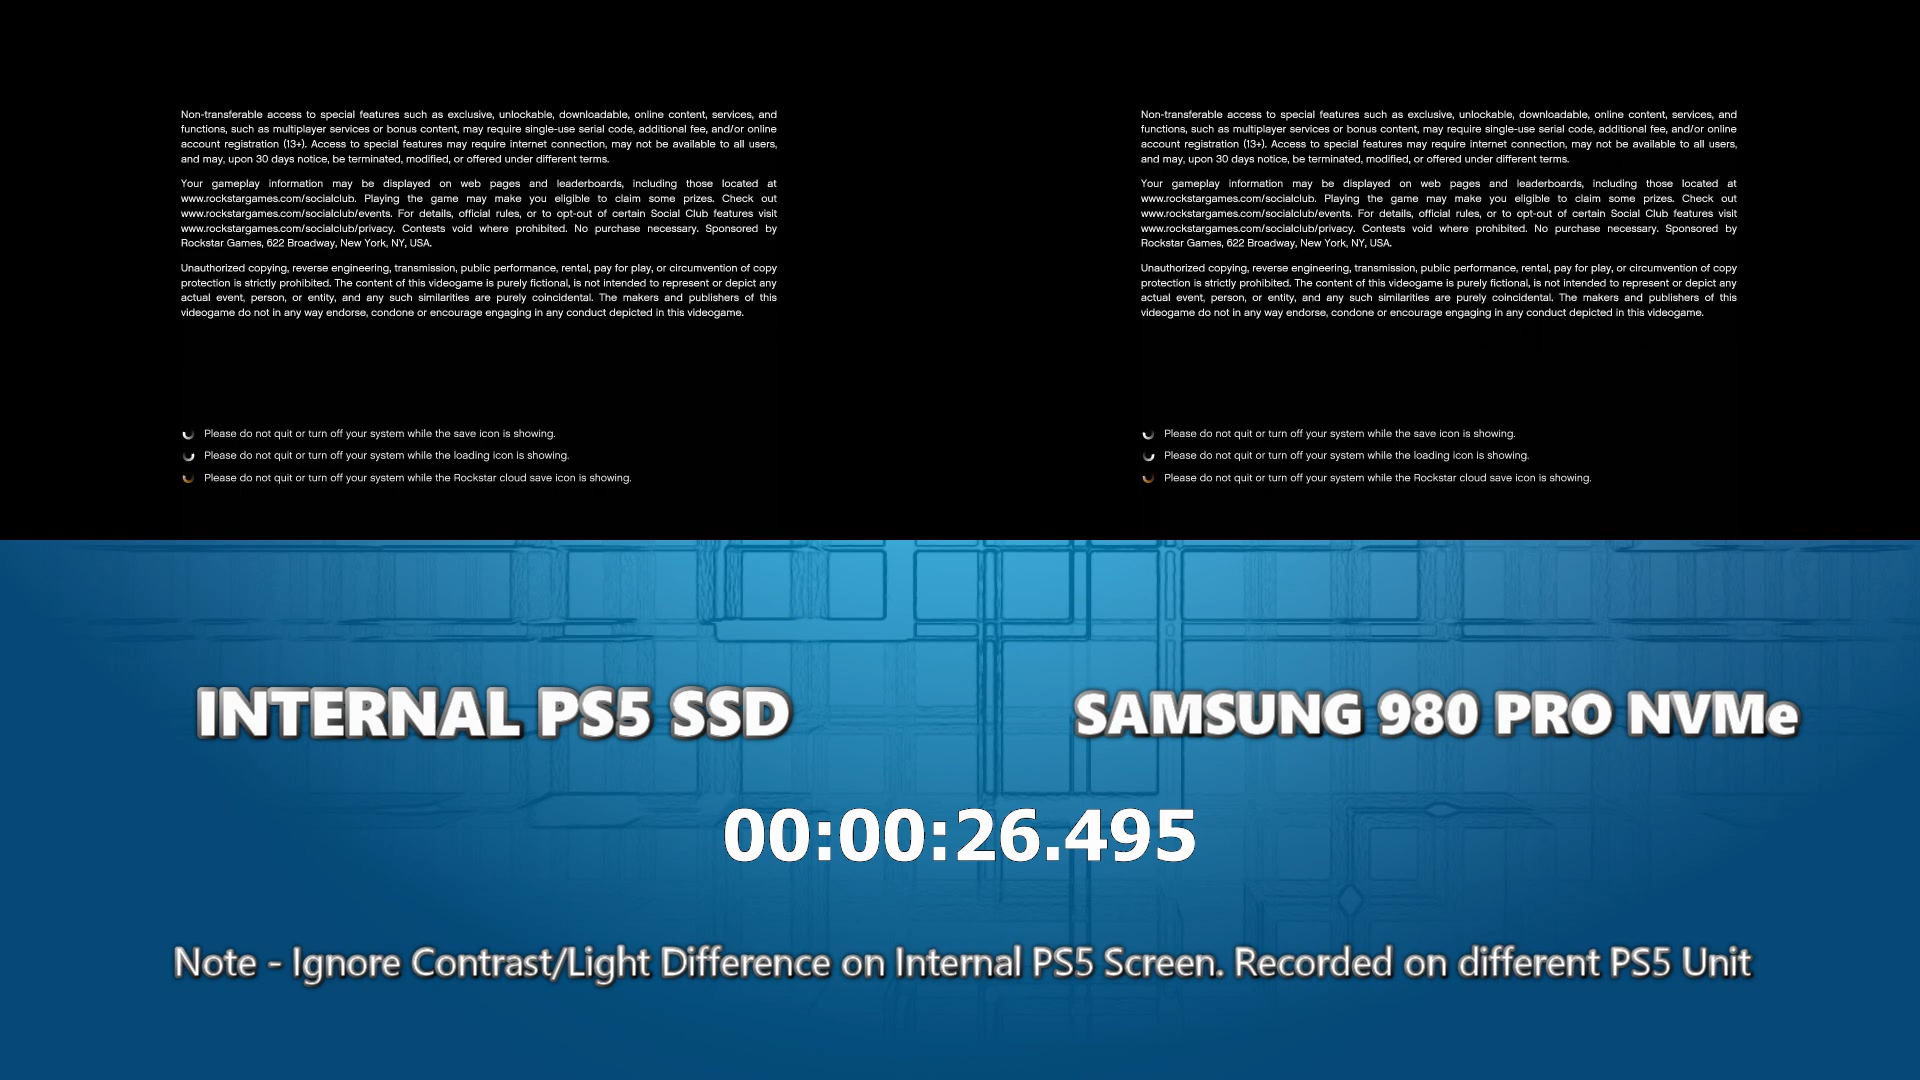 Non-transferable access to special features such as exclusive, unlockable, downloadable, online content, services, and
functions, such as multiplayer services or bonus content, may require single-use serial code, additional fee, and/or online
account registration (13+). Access to special features may require internet connection, may not be available to all users,
and may, upon 30 days notice, be terminated, modified, or offered under different terms.
Your gameplay information may be displayed on web pages and leaderboards, including those located at
www.rockstargames.com/socialclub. Playing the game may make you eligible to claim some prizes. Check out
www.rockstargames.com/socialclub/events. For details, official rules, or to opt-out of certain Social Club features visit
www.rockstargames.com/socialclub/privacy. Contests void where prohibited. No purchase necessary. Sponsored by
Rockstar Games, 622 Broadway, New York, NY, USA.
Unauthorized copying, reverse engineering, transmission, public performance, rental, pay for play, or circumvention of copy
protection is strictly prohibited. The content of this videogame is purely fictional, is not intended to represent or depict any
actual event, person, or entity, and any such similarities are purely coincidental. The makers and publishers of this
videogame do not in any way endorse, condone or encourage engaging in any conduct depicted in this videogame.
Please do not quit or turn off your system while the save icon is showing.
Please do not quit or turn off your system while the loading icon is showing.
Please do not quit or turn off your system while the Rockstar cloud save icon is showing.
Non-transferable access to special features such as exclusive, unlockable, downloadable, online content, services, and
functions, such as multiplayer services or bonus content, may require single-use serial code, additional fee, and/or online
account registration (13+). Access to special features may require internet connection, may not be available to all users,
and may, upon 30 days notice, be terminated, modified, or offered under different terms.
Your gameplay information may be displayed on web pages and leaderboards, including those located at
www.rockstargames.com/socialclub. Playing the game may make you eligible to claim some prizes. Check out
www.rockstargames.com/socialclub/events. For details, official rules, or to opt-out of certain Social Club features visit
www.rockstargames.com/socialclub/privacy. Contests void where prohibited. No purchase necessary. Sponsored by
Rockstar Games, 622 Broadway, New York, NY, USA.
Unauthorized copying, reverse engineering, transmission, public performance, rental, pay for play, or circumvention of copy
protection is strictly prohibited. The content of this videogame is purely fictional, is not intended to represent or depict any
actual event, person, or entity, and any such similarities are purely coincidental. The makers and publishers of this
videogame do not in any way endorse, condone or encourage engaging in any conduct depicted in this videogame.
Please do not quit or turn off your system while the save icon is showing.
Please do not quit or turn off your system while the loading icon is showing.
Please do not quit or turn off your system while the Rockstar cloud save icon is showing.
INTERNAL PS5 SSD
SAMSUNG 980 PRO NVMe
00:00:26.495
Note - Ignore Contrast/Light Difference on Internal PS5 Screen. Recorded on different PS5 Unit